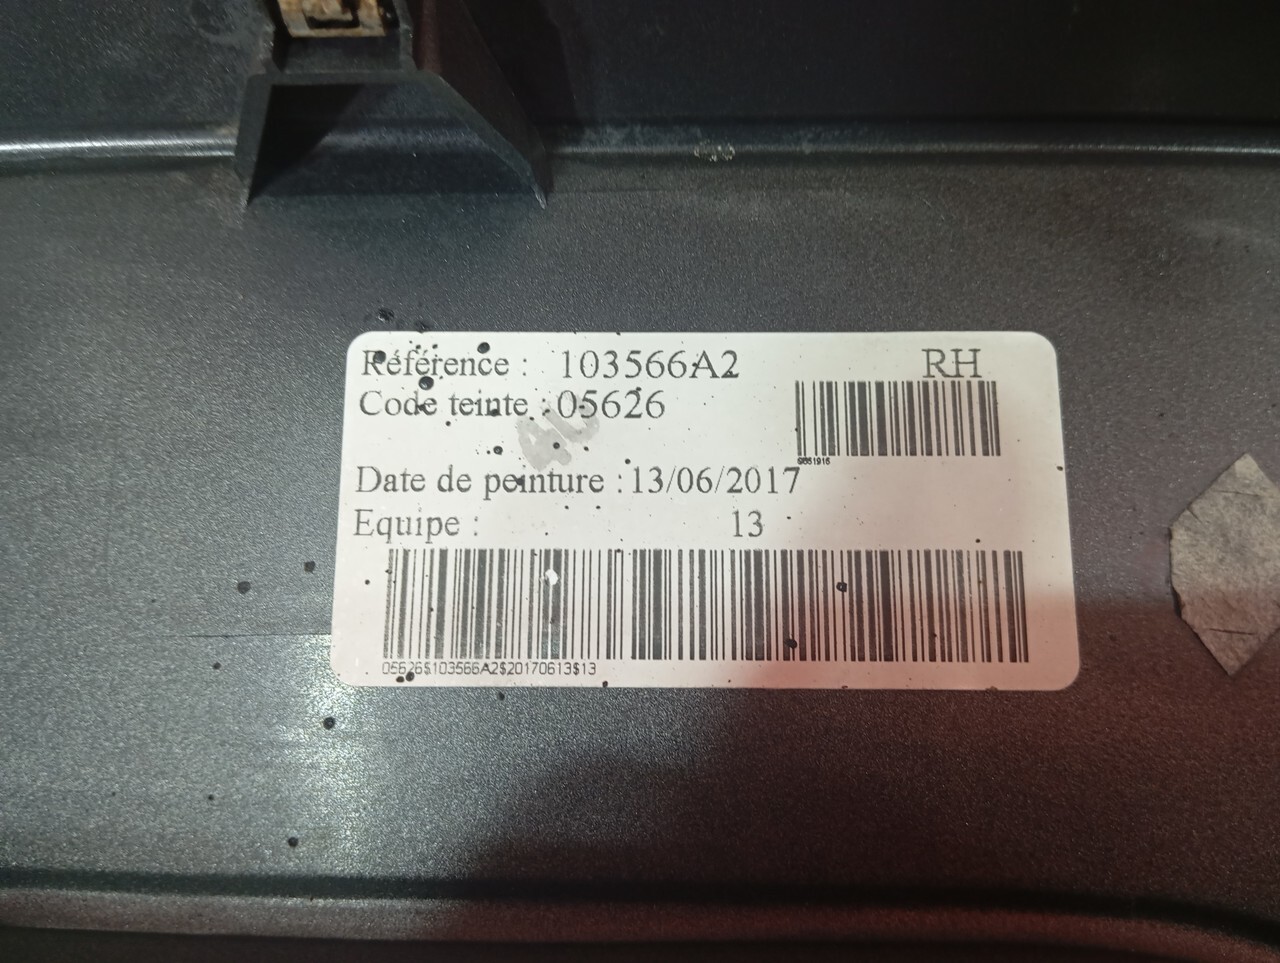 Référence : 103566A2 RH
Code teinte : 05626
Date de peinture : 13/06/2017
Equipe : 13
05626$103566A2$20170613$13